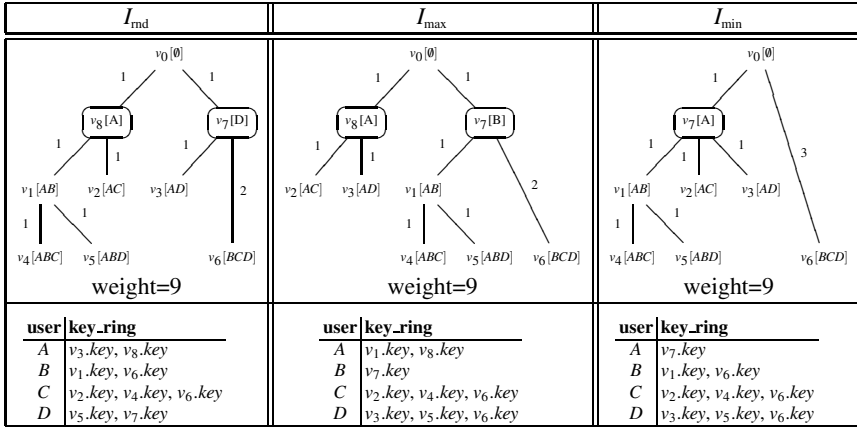 I_rnd I_max I_min
v0[∅] v0[∅] v0[∅]
1 1 1 1 1
v8[A] v7[D] v8[A] v7[B] v7[A]
1 1 1 1 1 1 1 1 1 3
2 2
v1[AB] v2[AC] v3[AD] v2[AC] v3[AD] v1[AB] v1[AB] v2[AC] v3[AD]
1 1 1 1 1 1
v4[ABC] v5[ABD] v6[BCD] v4[ABC] v5[ABD] v6[BCD] v4[ABC] v5[ABD] v6[BCD]
weight=9 weight=9 weight=9
user key_ring user key_ring user key_ring
A v3.key, v8.key A v1.key, v8.key A v7.key
B v1.key, v6.key B v7.key B v1.key, v6.key
C v2.key, v4.key, v6.key C v2.key, v4.key, v6.key C v2.key, v4.key, v6.key
D v5.key, v7.key D v3.key, v5.key, v6.key D v3.key, v5.key, v6.key